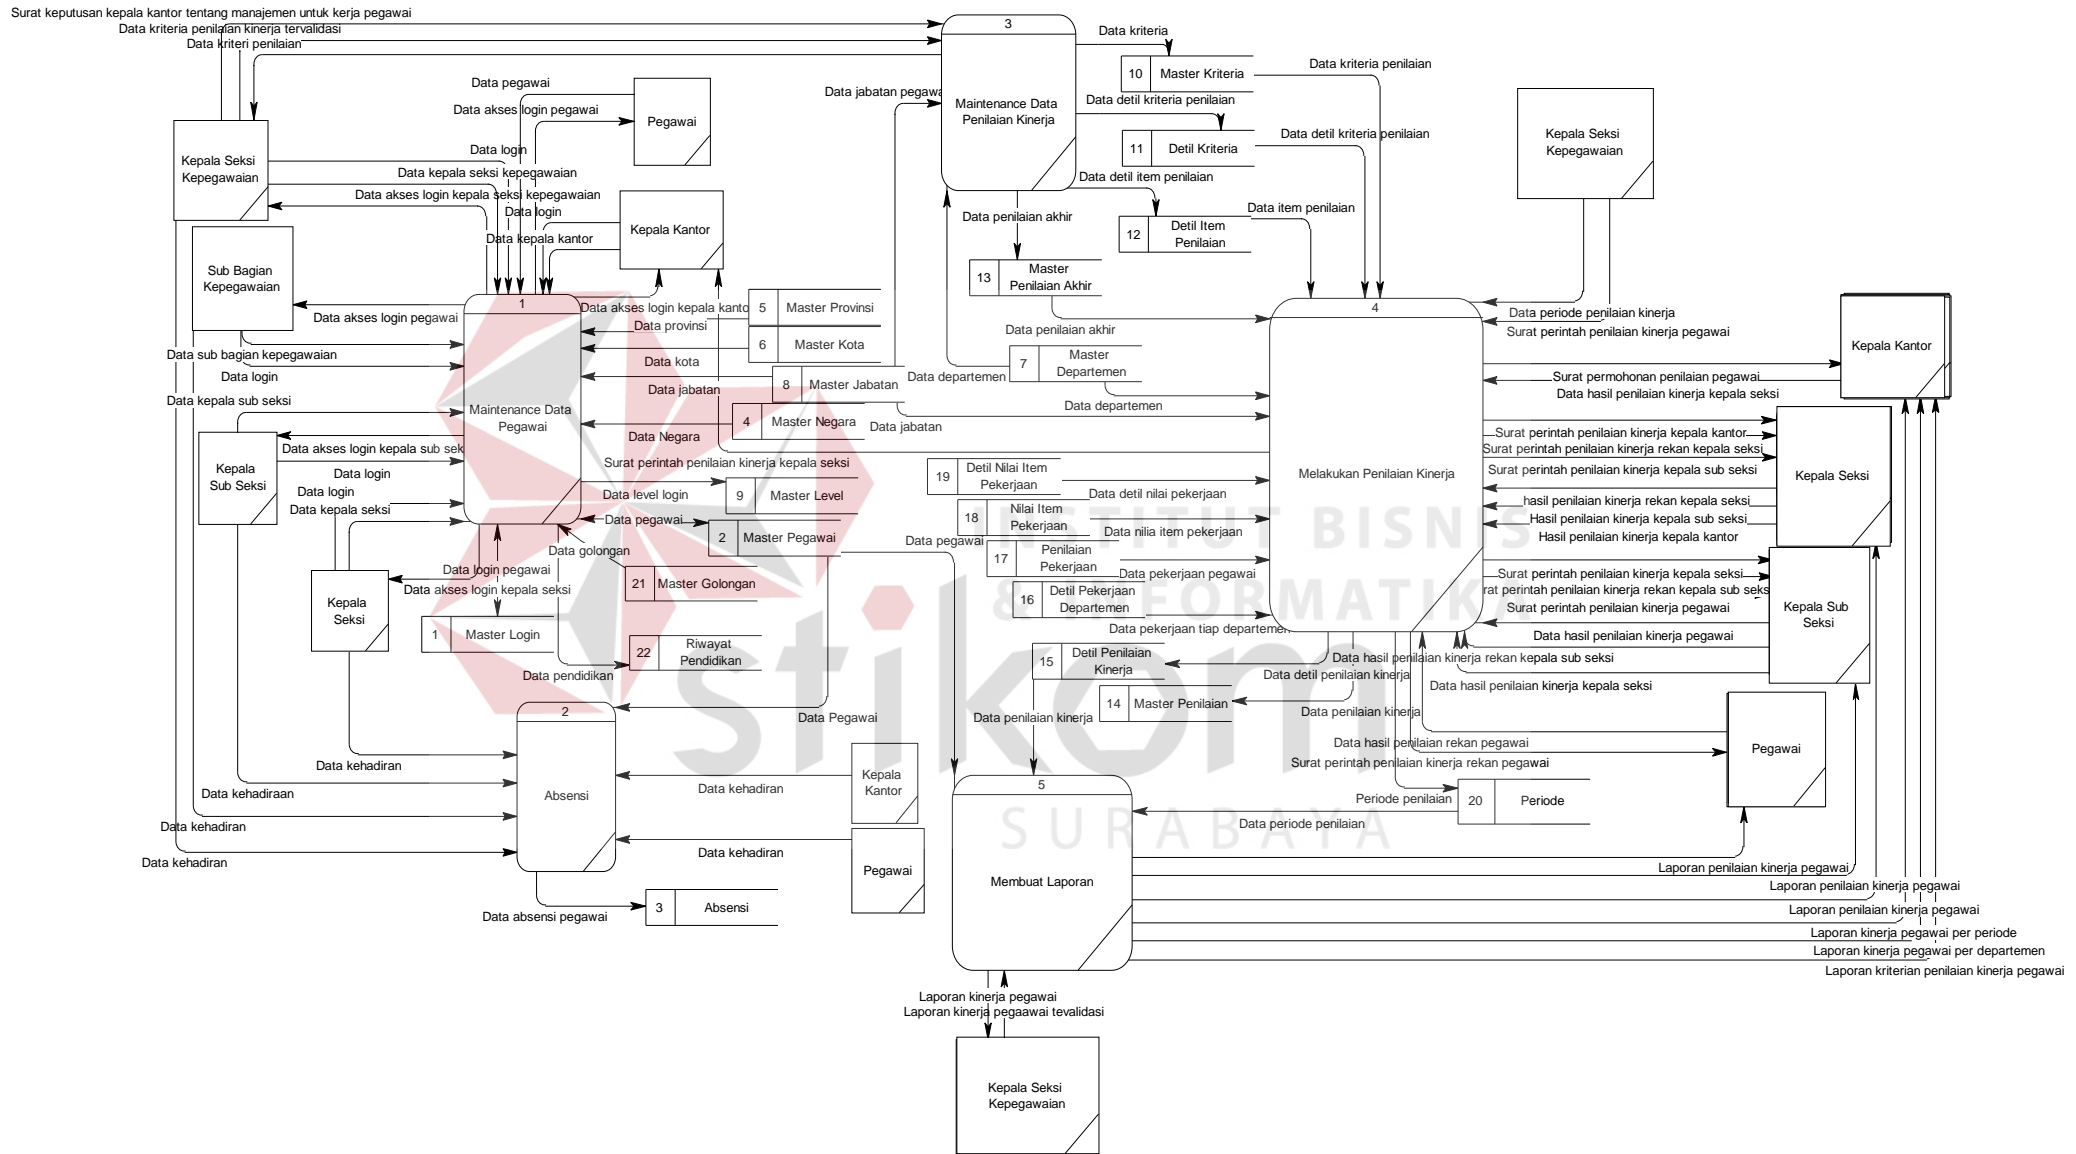 Surat keputusan kepala kantor tentang manajemen untuk kerja pegawai
Data kriteria penilaian kinerja tervalidasi
Data kriteri penilaian
Kepala Seksi
Kepegawaian
Data pegawai
Data akses login pegawai
Pegawai
Data login
Data kepala seksi kepegawaian
Data akses login kepala seksi kepegawaian
Data login
Data kepala kantor
Kepala Kantor
Sub Bagian
Kepegawaian
Data akses login pegawai
Data sub bagian kepegawaian
Data login
Data kepala sub seksi
Kepala
Sub Seksi
Data akses login kepala sub sek
Data login
Data login
Data kepala seksi
Kepala
Seksi
1
Maintenance Data
Pegawai
Data akses login kepala kanto
Data provinsi
Data kota
Data jabatan
Data Negara
Surat perintah penilaian kinerja kepala seksi
Data level login
Data pegawai
Data golongan
Data login pegawai
Data akses login kepala seksi
Data pendidikan
5 Master Provinsi
6 Master Kota
8 Master Jabatan
4 Master Negara
9 Master Level
2 Master Pegawai
21 Master Golongan
1 Master Login
22 Riwayat
Pendidikan
3
Maintenance Data
Penilaian Kinerja
Data jabatan pegawa
Data kriteria
10 Master Kriteria
Data kriteria penilaian
Data detil kriteria penilaian
11 Detil Kriteria
Data detil kriteria penilaian
Data detil item penilaian
12 Detil Item
Penilaian
Data item penilaian
Data penilaian akhir
13 Master
Penilaian Akhir
Data penilaian akhir
7 Master
Departemen
Data departemen
Data departemen
Data jabatan
19 Detil Nilai Item
Pekerjaan
Data detil nilai pekerjaan
18 Nilai Item
Pekerjaan
Data nilia item pekerjaan
Data pegawai
17 Penilaian
Pekerjaan
Data pekerjaan pegawai
16 Detil Pekerjaan
Departemen
Data pekerjaan tiap departemen
15 Detil Penilaian
Kinerja
Data detil penilaian kinerja
14 Master Penilaian
Data penilaian kinerja
Data penilaian kinerja
4
Melakukan Penilaian Kinerja
Kepala Seksi
Kepegawaian
Data periode penilaian kinerja
Surat perintah penilaian kinerja pegawai
Kepala Kantor
Surat permohonan penilaian pegawai
Data hasil penilaian kinerja kepala seksi
Surat perintah penilaian kinerja kepala kantor
Surat perintah penilaian kinerja rekan kepala seksi
Surat perintah penilaian kinerja kepala sub seksi
hasil penilaian kinerja rekan kepala seksi
Hasil penilaian kinerja kepala sub seksi
Hasil penilaian kinerja kepala kantor
Kepala Seksi
Surat perintah penilaian kinerja kepala seksi
rat perintah penilaian kinerja rekan kepala sub seks
Surat perintah penilaian kinerja pegawai
Data hasil penilaian kinerja pegawai
Kepala Sub
Seksi
Data hasil penilaian kinerja rekan kepala sub seksi
Data hasil penilaian kinerja kepala seksi
Data hasil penilaian rekan pegawai
Surat perintah penilaian kinerja rekan pegawai
Pegawai
Periode penilaian
20 Periode
Data periode penilaian
2
Absensi
Data Pegawai
Data kehadiran
Data kehadiraan
Data kehadiran
Data kehadiran
Kepala
Kantor
Data kehadiran
Pegawai
Data kehadiran
Data absensi pegawai
3 Absensi
5
Membuat Laporan
Laporan penilaian kinerja pegawai
Laporan penilaian kinerja pegawai
Laporan penilaian kinerja pegawai
Laporan kinerja pegawai per periode
Laporan kinerja pegawai per departemen
Laporan kriterian penilaian kinerja pegawai
Laporan kinerja pegawai
Laporan kinerja pegaawai tevalidasi
Kepala Seksi
Kepegawaian
INSTITUT BISNIS
& INFORMATIKA
stikom
SURABAYA